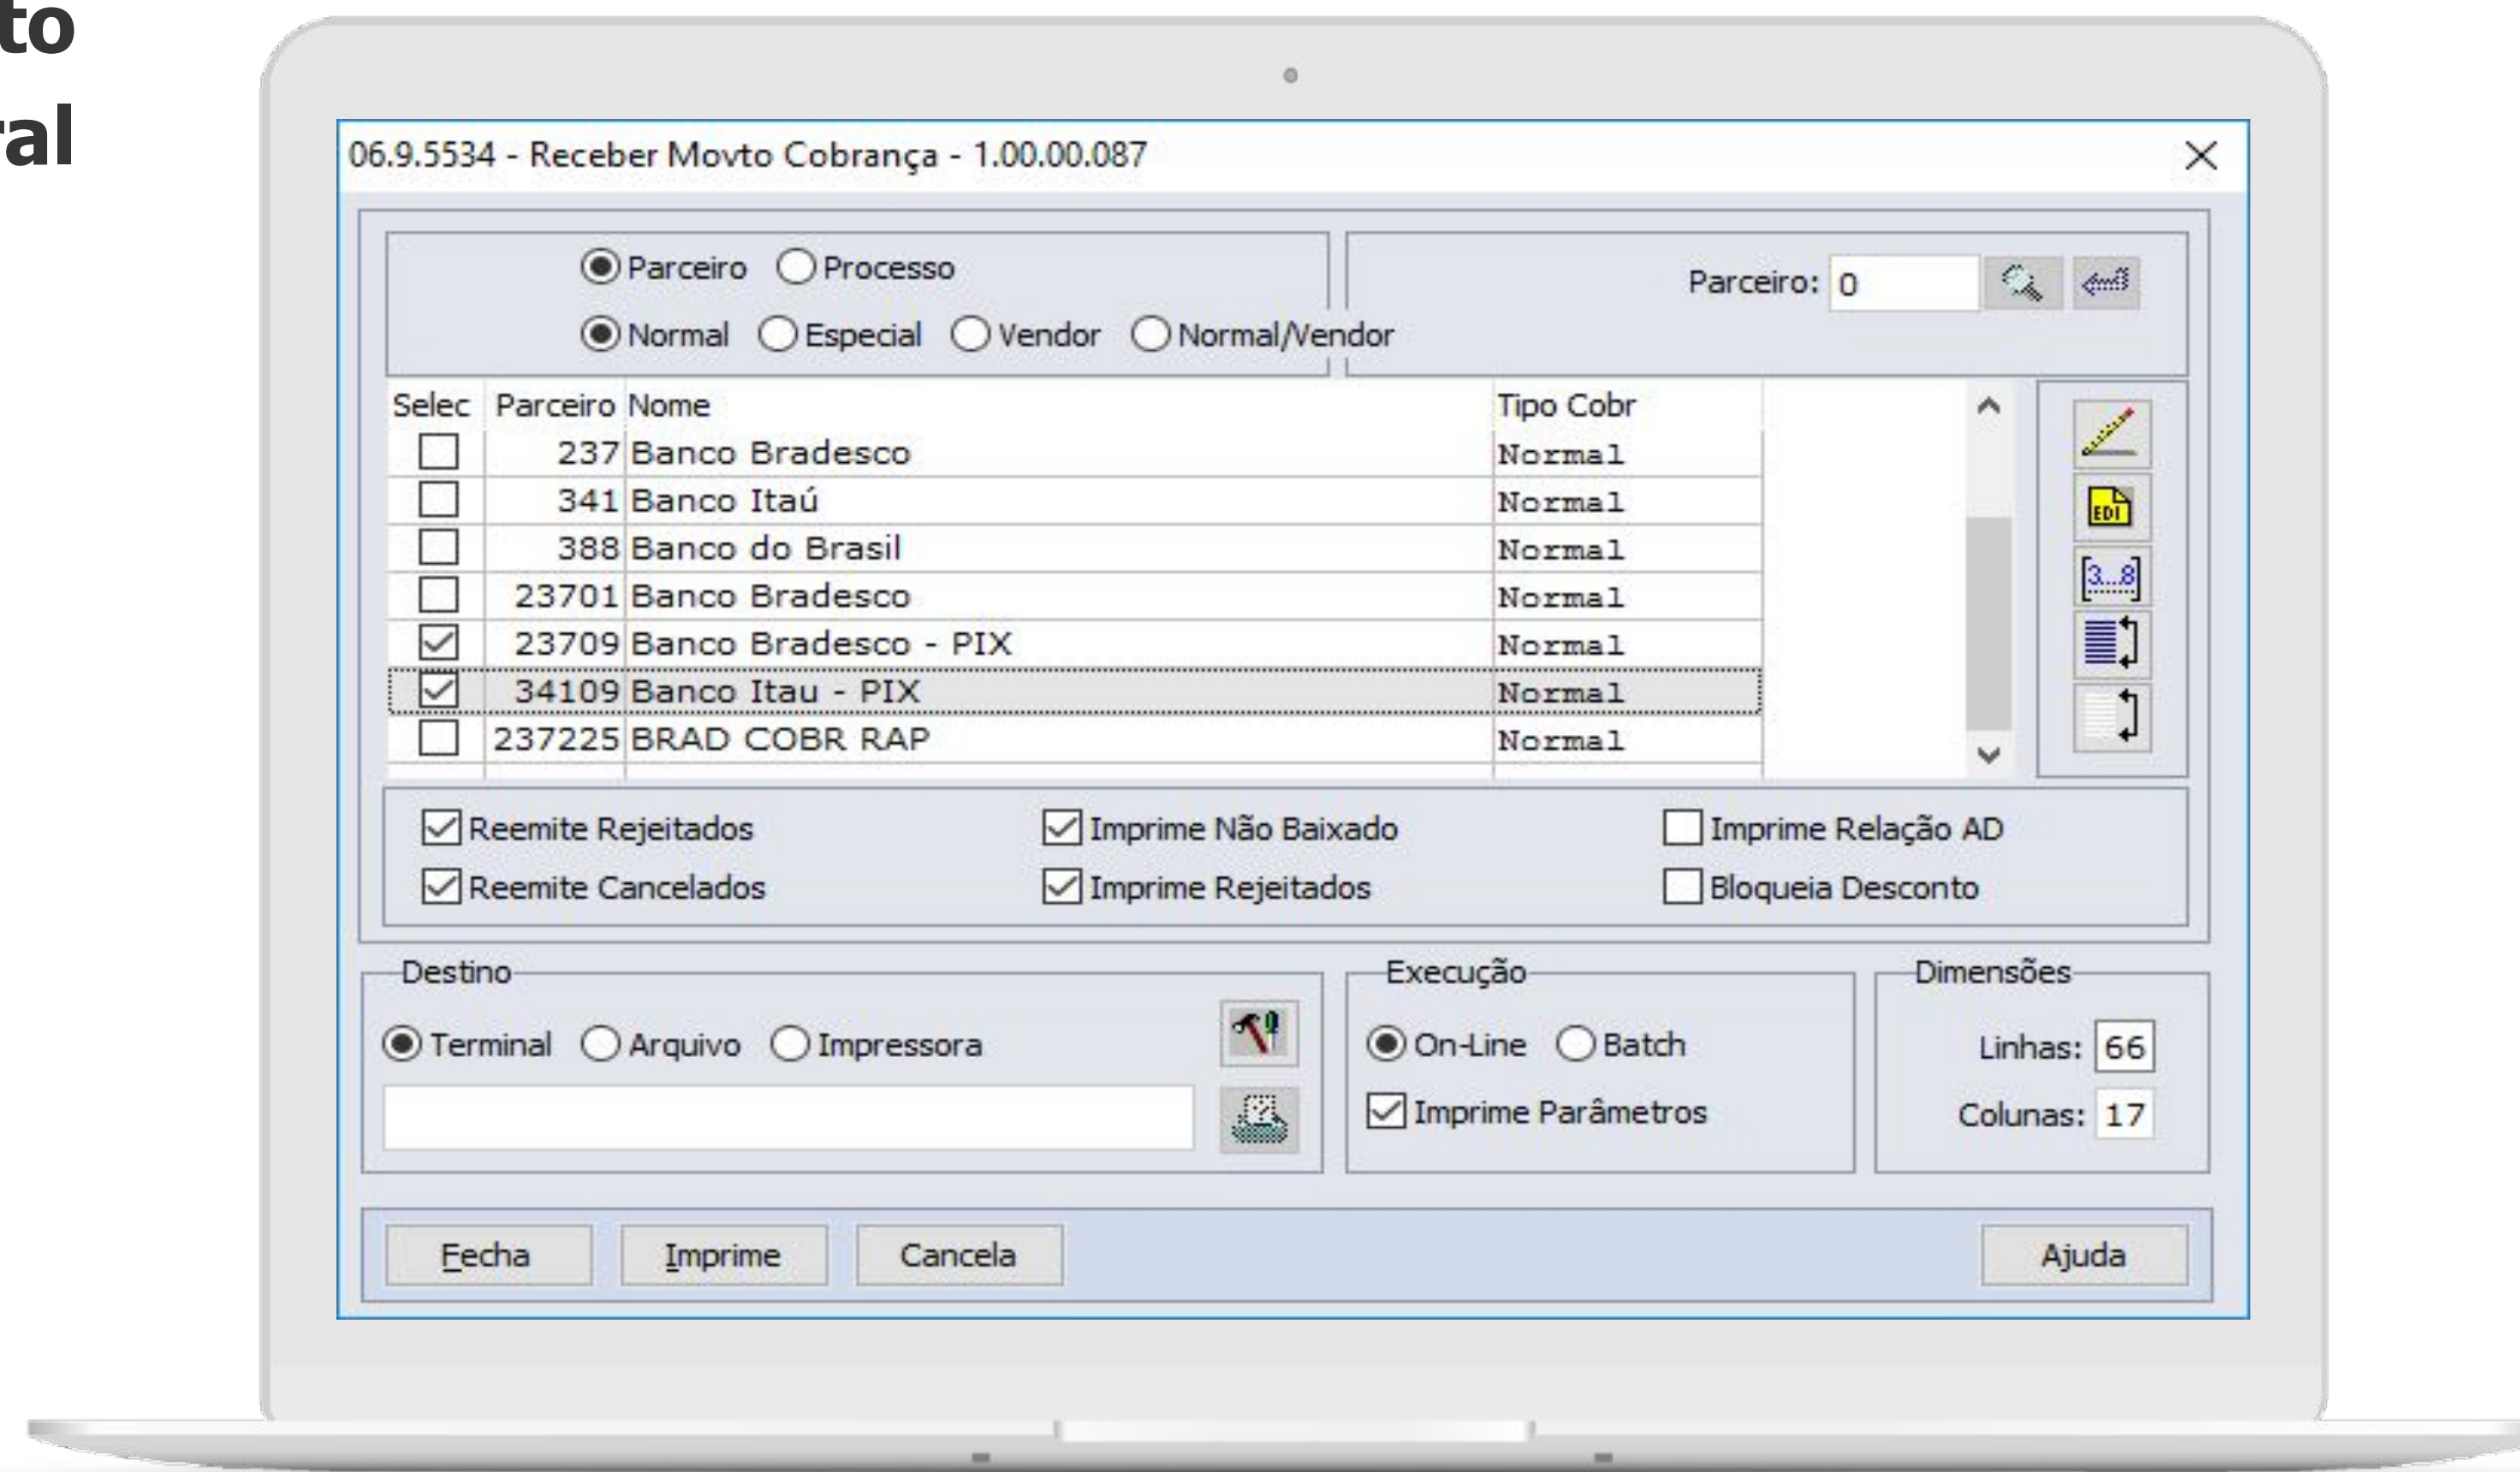 to
ral
06.9.5534 - Receber Movto Cobrança - 1.00.00.087
Parceiro Processo
Parceiro: 0
Normal Especial Vendor Normal/Vendor
Selec Parceiro Nome Tipo Cobr
237 Banco Bradesco Normal
341 Banco Itaú Normal
388 Banco do Brasil Normal
23701 Banco Bradesco Normal
23709 Banco Bradesco - PIX Normal
34109 Banco Itau - PIX Normal
237225 BRAD COBR RAP Normal
EDI
[3...8]
Reemite Rejeitados Imprime Não Baixado Imprime Relação AD
Reemite Cancelados Imprime Rejeitados Bloqueia Desconto
Destino Execução Dimensões
Terminal Arquivo Impressora On-Line Batch Linhas: 66
Imprime Parâmetros Colunas: 17
Fecha Imprime Cancela Ajuda